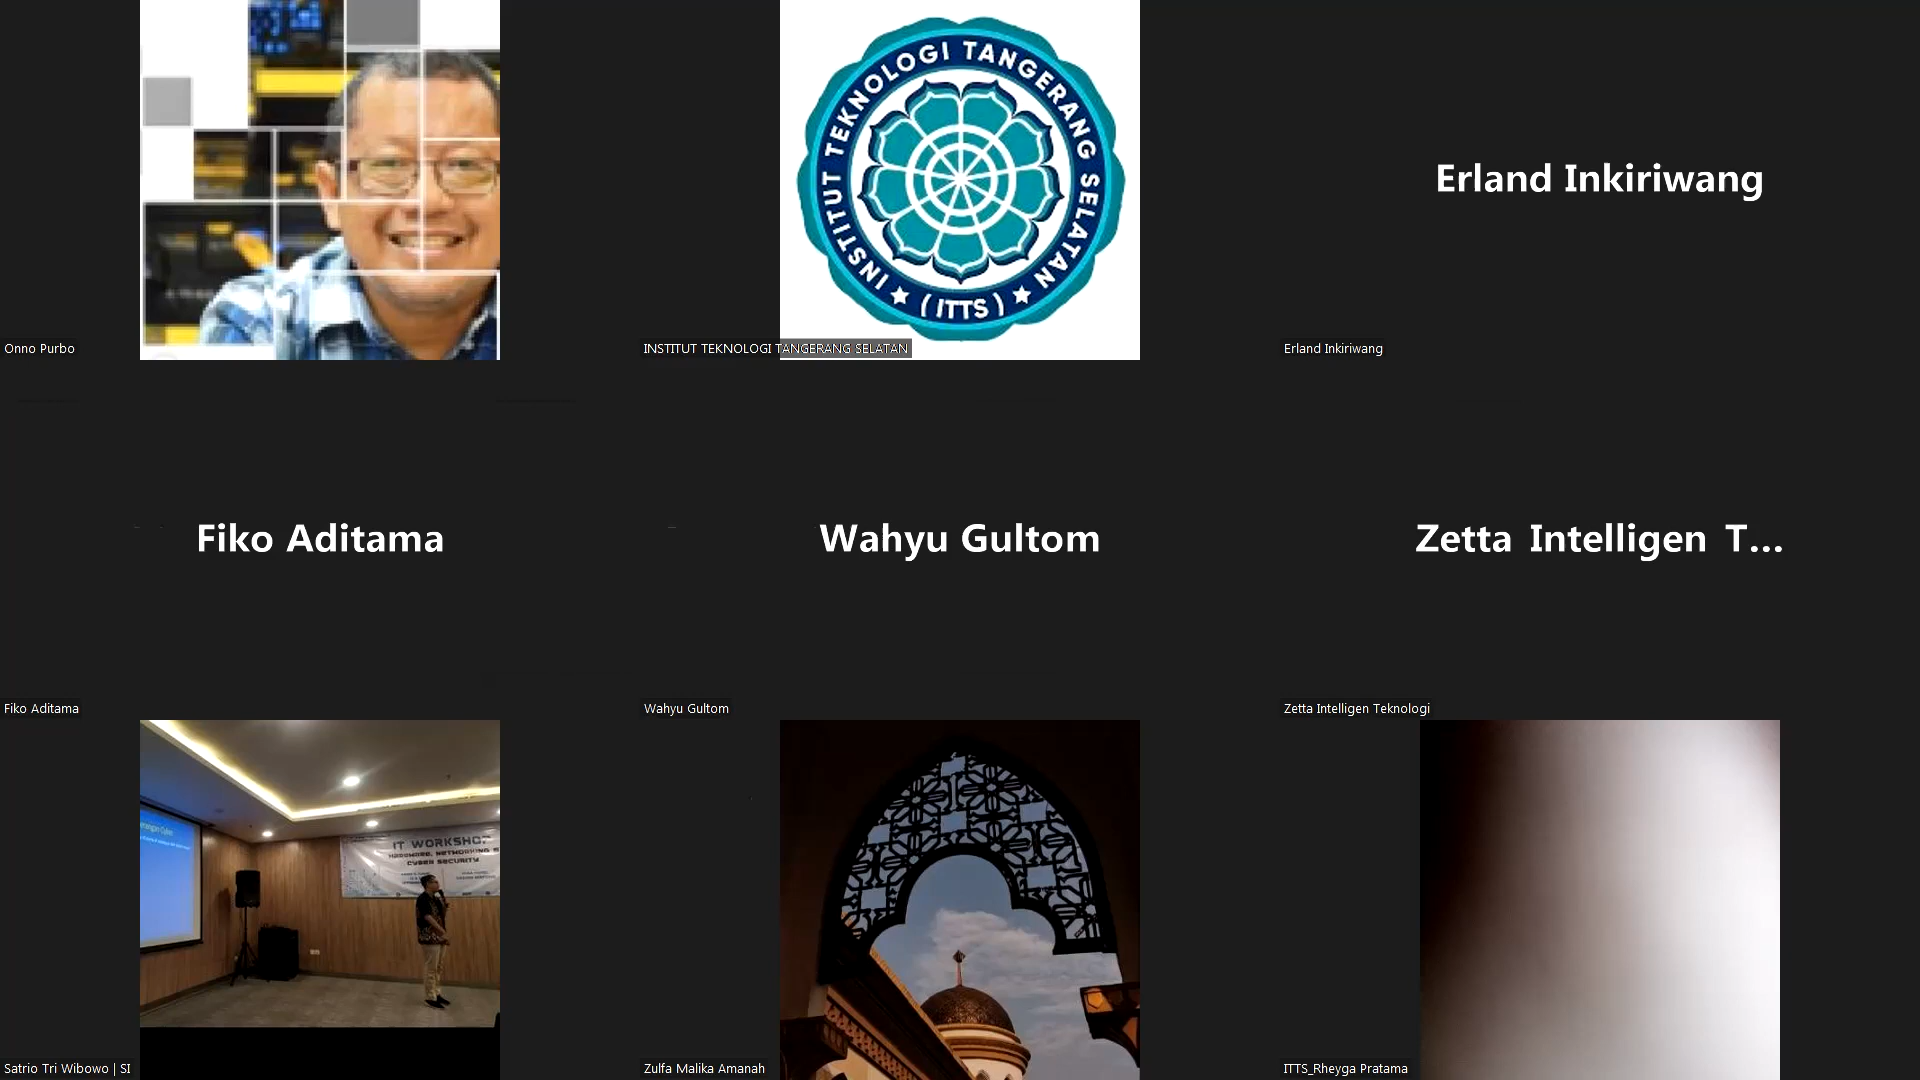 INSTITUT TEKNOLOGI TANGERANG SELATAN
( ITTS )
Erland Inkiriwang
Onno Purbo
INSTITUT TEKNOLOGI TANGERANG SELATAN
Erland Inkiriwang
Fiko Aditama
Wahyu Gultom
Zetta Intelligen T...
Fiko Aditama
Wahyu Gultom
Zetta Intelligen Teknologi
IT WORKSHOP
HARDWARE, NETWORKING &
CYBER SECURITY
Satrio Tri Wibowo | SI
Zulfa Malika Amanah
ITTS_Rheyga Pratama